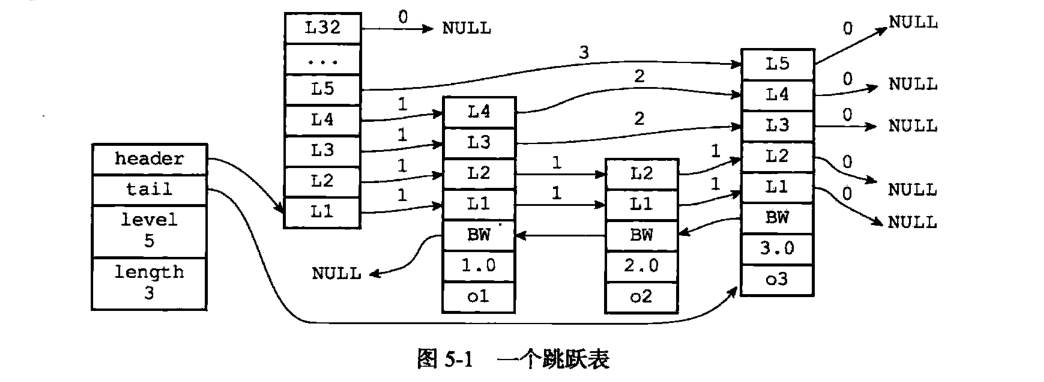 L32
0
NULL
...
L5
3
L5
0
NULL
L4
1
L4
2
L4
0
NULL
L3
1
L3
2
L3
0
NULL
L2
1
L2
1
L2
1
L2
0
NULL
L1
1
L1
1
L1
1
L1
0
NULL
header
tail
level
5
length
3
BW
BW
BW
NULL
1.0
2.0
3.0
o1
o2
o3
图 5-1 一个跳跃表